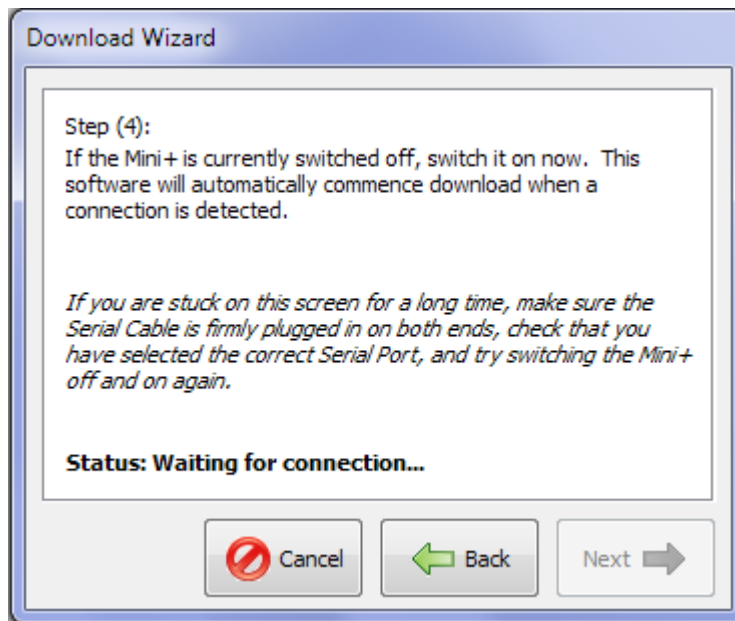 Download Wizard
Step (4):
If the Mini+ is currently switched off, switch it on now.  This
software will automatically commence download when a
connection is detected.
If you are stuck on this screen for a long time, make sure the
Serial Cable is firmly plugged in on both ends, check that you
have selected the correct Serial Port, and try switching the Mini+
off and on again.
Status: Waiting for connection...
Cancel
Back
Next